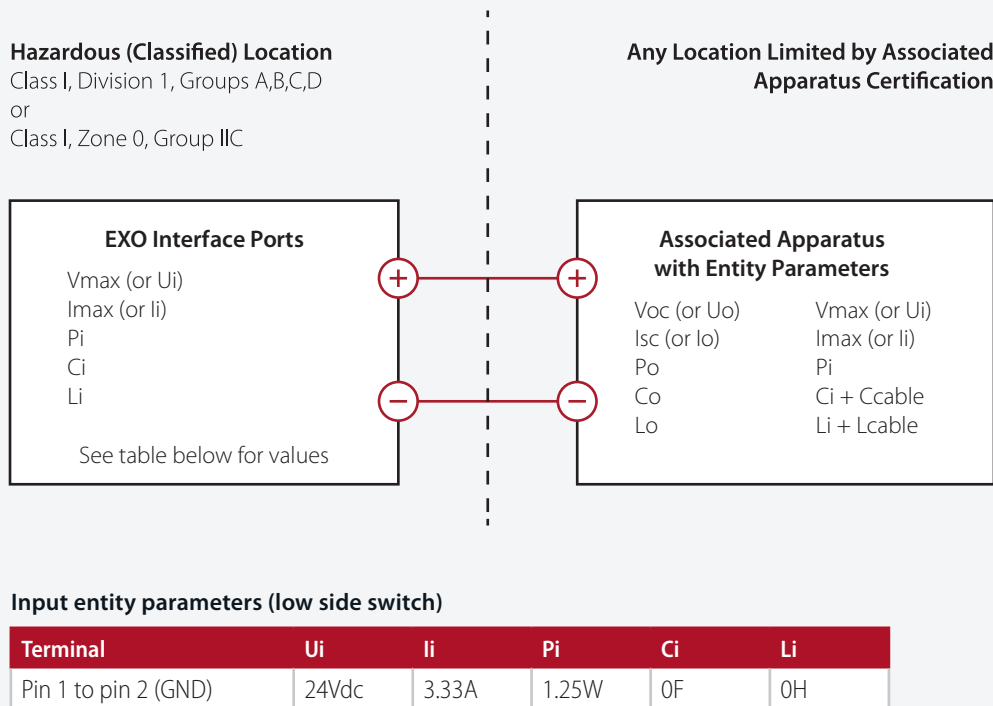 Hazardous (Classified) Location
Class I, Division 1, Groups A,B,C,D
or
Class I, Zone 0, Group IIC
Any Location Limited by Associated
Apparatus Certification
EXO Interface Ports
Vmax (or Ui)
Imax (or Ii)
Pi
Ci
Li
See table below for values
+
−
+
−
Associated Apparatus
with Entity Parameters
Voc (or Uo) Vmax (or Ui)
Isc (or Io) Imax (or Ii)
Po Pi
Co Ci + Ccable
Lo Li + Lcable
Input entity parameters (low side switch)
Terminal Ui Ii Pi Ci Li
Pin 1 to pin 2 (GND) 24Vdc 3.33A 1.25W 0F 0H